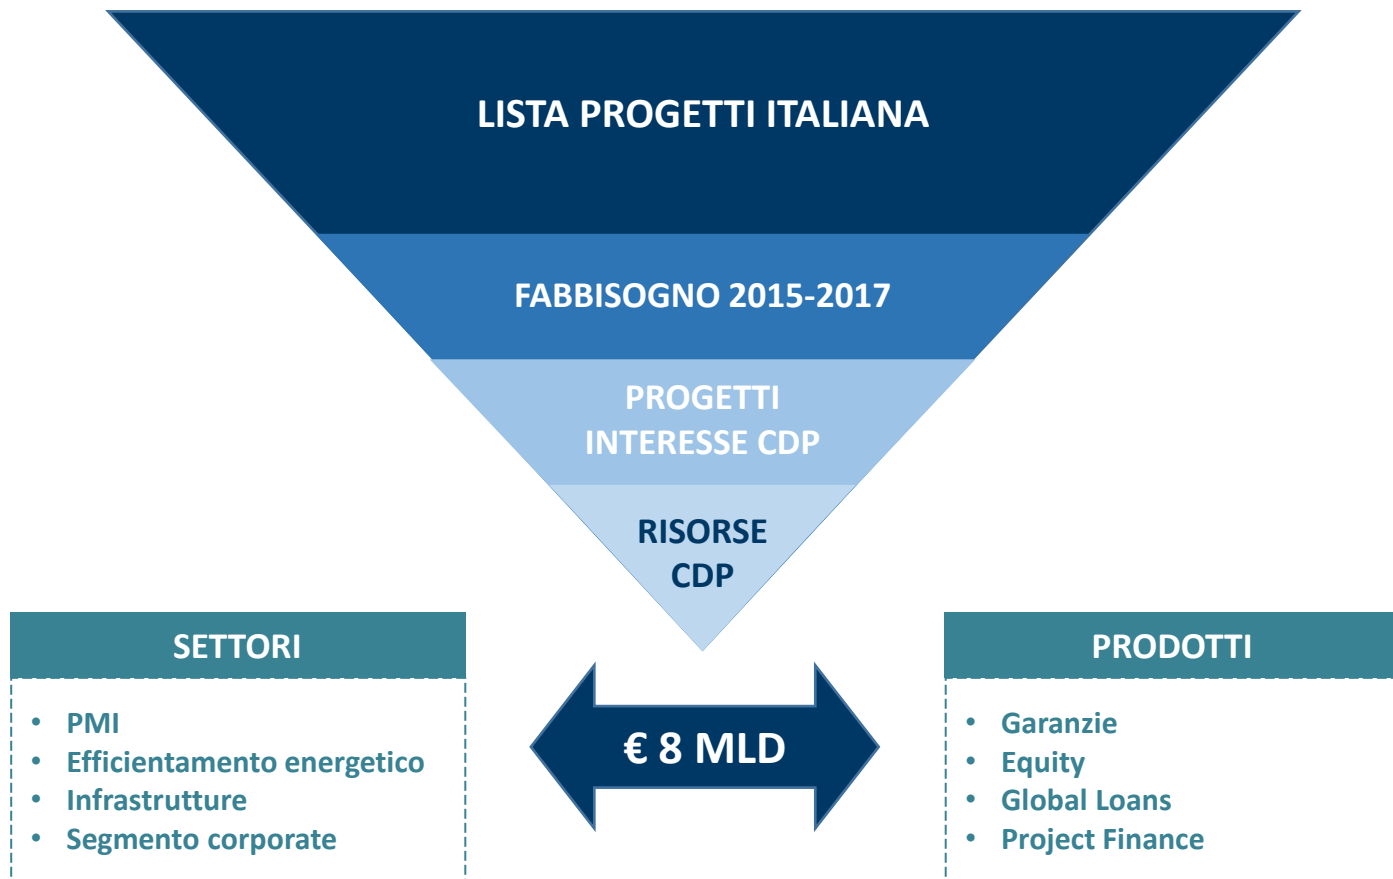 LISTA PROGETTI ITALIANA
FABBISOGNO 2015-2017
PROGETTI
INTERESSE CDP
RISORSE
CDP
SETTORI
• PMI
• Efficientamento energetico
• Infrastrutture
• Segmento corporate
€ 8 MLD
PRODOTTI
• Garanzie
• Equity
• Global Loans
• Project Finance